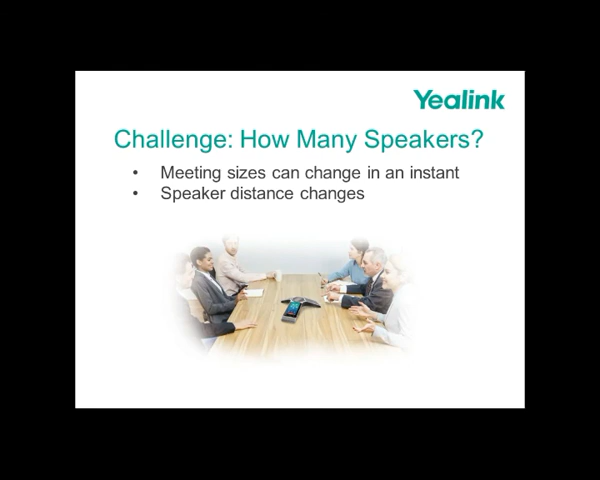 Yealink
Challenge: How Many Speakers?
• Meeting sizes can change in an instant
• Speaker distance changes